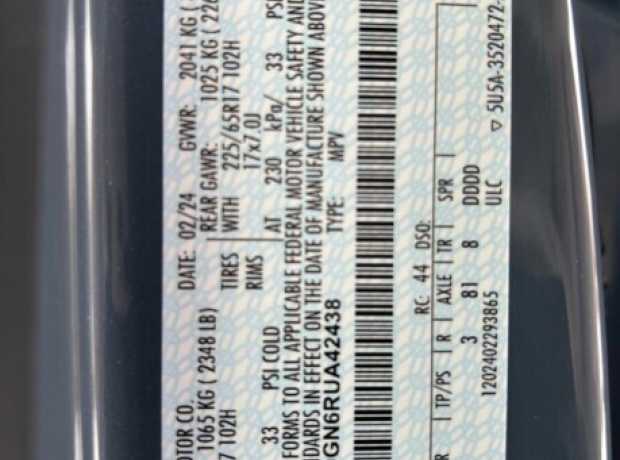 OTOR CO. DATE: 02/24 GVWR: 2041 KG (
1065 KG ( 2348 LB) REAR GAWR: 1025 KG ( 226
7 102H TIRES WITH 225/65R17 102H
RIMS 17x7.0J
33 PSI COLD AT 230 kPa/ 33 PS
FORMS TO ALL APPLICABLE FEDERAL MOTOR VEHICLE SAFETY AND
DARDS IN EFFECT ON THE DATE OF MANUFACTURE SHOWN ABOVE
GN6RUA42438 TYPE: MPV
RC: 44 DSO:
R TP/PS R AXLE TR SPR
3 81 8 DDDD
1202402293865 ULC ▽ 5U5A-3520472-